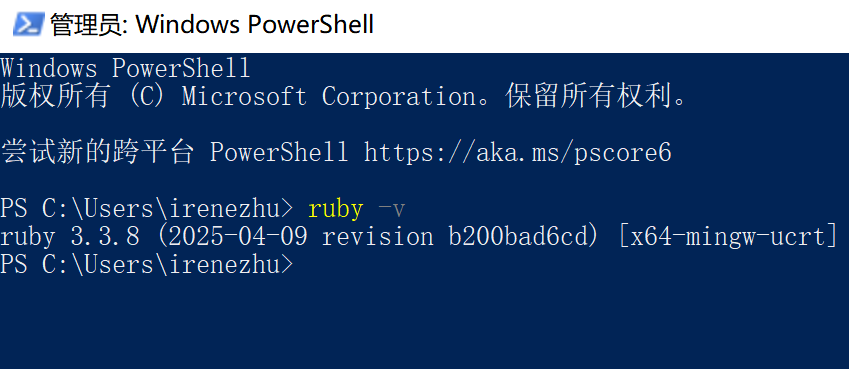 管理员: Windows PowerShell
Windows PowerShell
版权所有 (C) Microsoft Corporation。保留所有权利。
尝试新的跨平台 PowerShell https://aka.ms/pscore6
PS C:\Users\irenezhu> ruby -v
ruby 3.3.8 (2025-04-09 revision b200bad6cd) [x64-mingw-ucrt]
PS C:\Users\irenezhu>